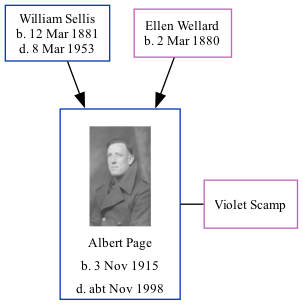 William Sellis
b. 12 Mar 1881
d. 8 Mar 1953
Ellen Wellard
b. 2 Mar 1880
Albert Page
b. 3 Nov 1915
d. abt Nov 1998
Violet Scamp